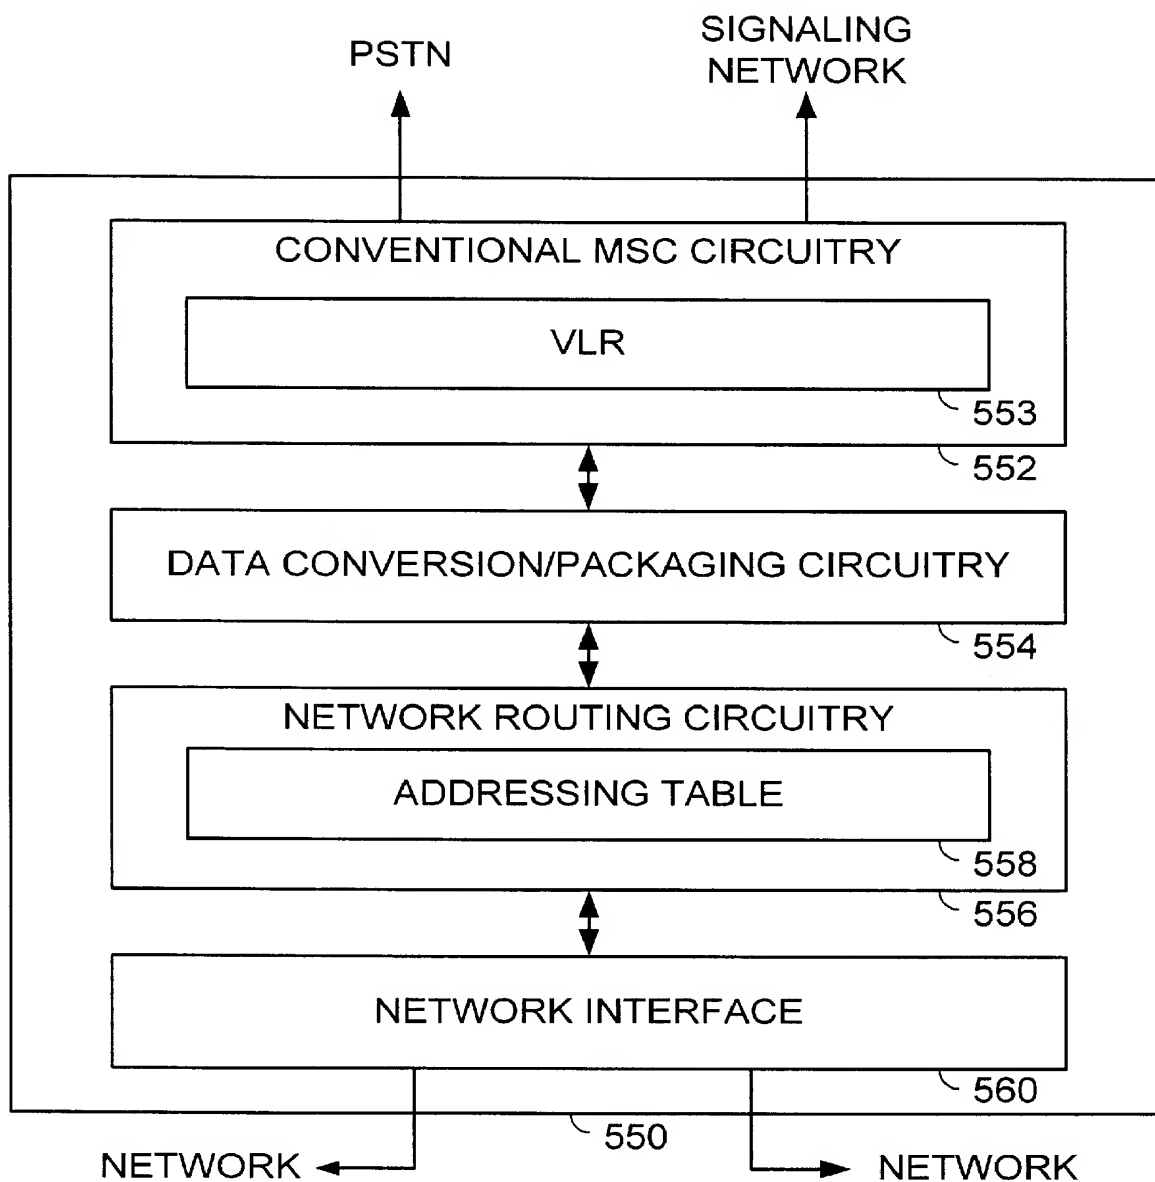 PSTN
SIGNALING
NETWORK
CONVENTIONAL MSC CIRCUITRY
VLR
553
552
DATA CONVERSION/PACKAGING CIRCUITRY
554
NETWORK ROUTING CIRCUITRY
ADDRESSING TABLE
558
556
NETWORK INTERFACE
560
550
NETWORK
NETWORK